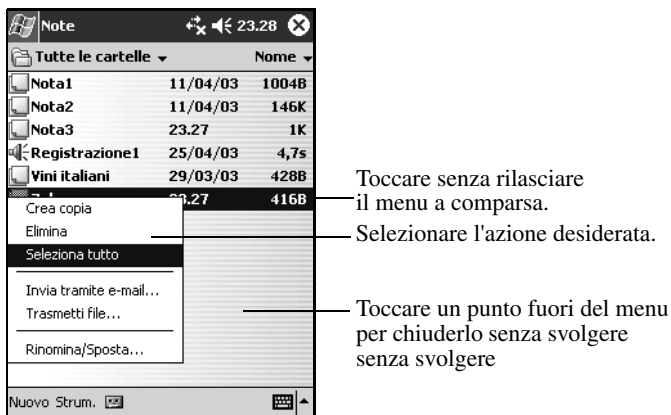 Note 23.28
Tutte le cartelle Nome
Nota1 11/04/03 1004B
Nota2 11/04/03 146K
Nota3 23.27 1K
Registrazione1 25/04/03 4,7s
Vini italiani 29/03/03 428B
.27 416B
Crea copia
Elimina
Seleziona tutto
Invia tramite e-mail...
Trasmetti file...
Rinomina/Sposta...
Nuovo Strum.
Toccare senza rilasciare
il menu a comparsa.
Selezionare l'azione desiderata.
Toccare un punto fuori del menu
per chiuderlo senza svolgere
senza svolgere